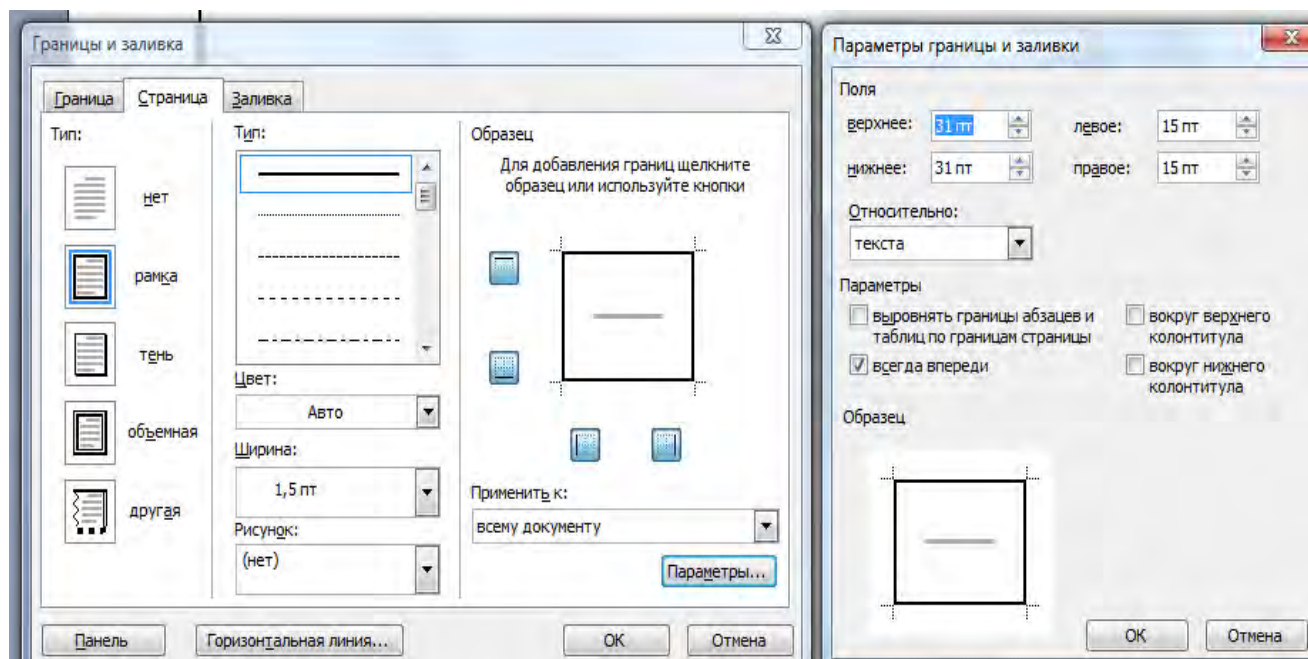 Границы и заливка
Граница Страница Заливка
Тип:
нет
рамка
тень
объемная
другая
Тип:
Цвет:
Авто
Ширина:
1,5 пт
Рисунок:
(нет)
Образец
Для добавления границ щелкните
образец или используйте кнопки
Применить к:
всему документу
Параметры...
Панель
Горизонтальная линия...
ОК
Отмена
Параметры границы и заливки
Поля
верхнее: 31 пт левое: 15 пт
нижнее: 31 пт правое: 15 пт
Относительно:
текста
Параметры
выровнять границы абзацев и
таблиц по границам страницы
всегда впереди
вокруг верхнего
колонтитула
вокруг нижнего
колонтитула
Образец
ОК
Отмена